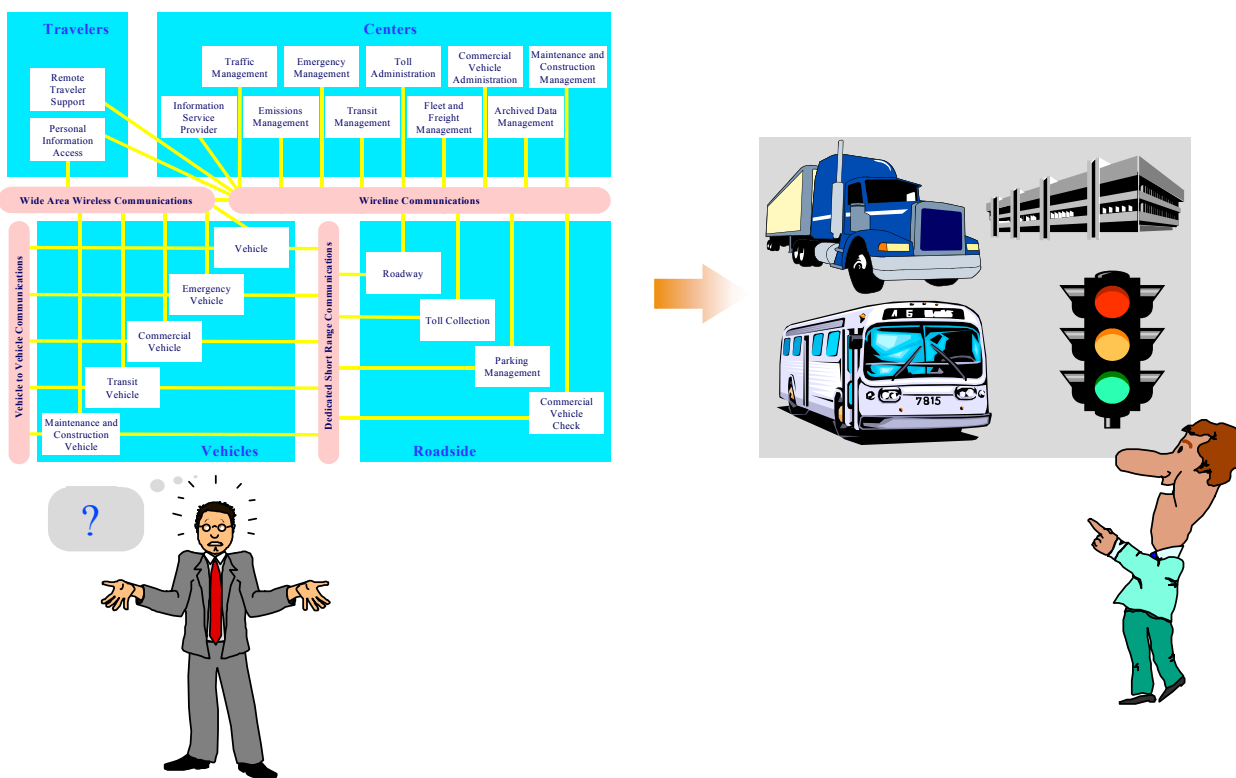 Travelers
Remote
Traveler
Support
Personal
Information
Access
Centers
Traffic
Management
Emergency
Management
Toll
Administration
Commercial
Vehicle
Administration
Maintenance and
Construction
Management
Information
Service
Provider
Emissions
Management
Transit
Management
Fleet and
Freight
Management
Archived Data
Management
Wide Area Wireless Communications
Wireline Communications
Vehicle to Vehicle Communications
Vehicle
Emergency
Vehicle
Commercial
Vehicle
Transit
Vehicle
Maintenance and
Construction
Vehicle
Vehicles
Dedicated Short Range Communications
Roadway
Toll Collection
Parking
Management
Commercial
Vehicle
Check
Roadside
?
7815